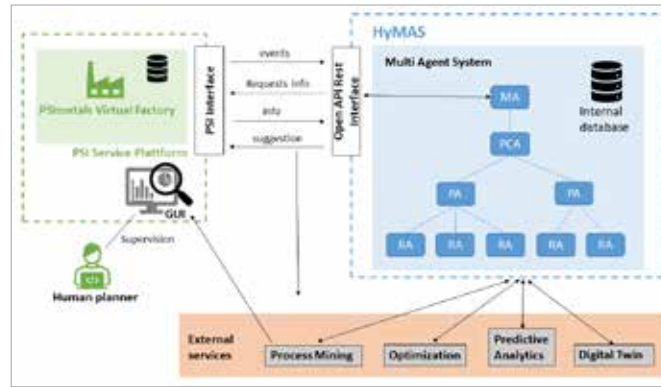 HyMAS
Multi Agent System
PSImetals Virtual Factory
PSI Service Plattform
PSI Interface
events
Requests info
info
suggestion
Open API Rest
Interface
MA
Internal
database
PCA
PA
PA
RA
RA
RA
RA
RA
GUI
Supervision
Human planner
External
services
Process Mining
Optimization
Predictive
Analytics
Digital Twin